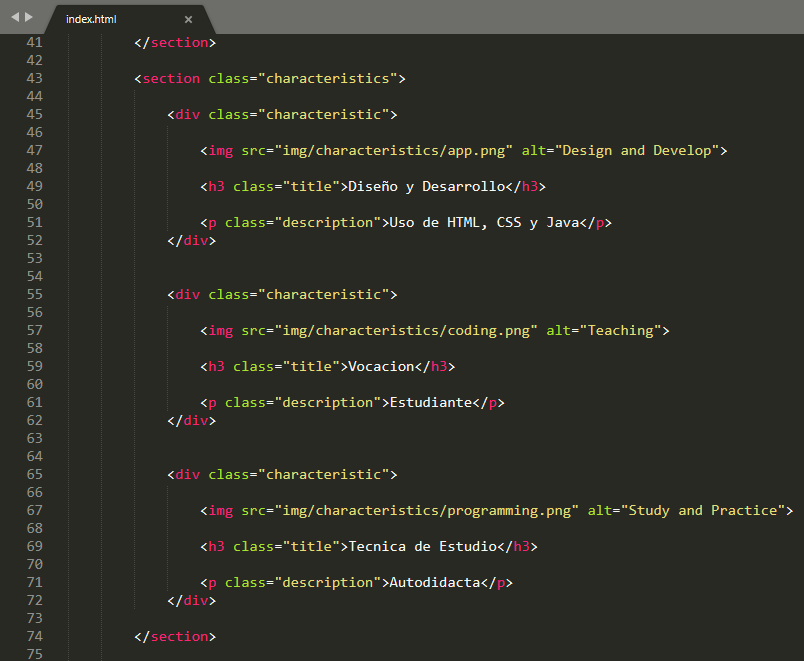 index.html ×
41 </section>
42
43 <section class="characteristics">
44
45 <div class="characteristic">
46
47 <img src="img/characteristics/app.png" alt="Design and Develop">
48
49 <h3 class="title">Diseño y Desarrollo</h3>
50
51 <p class="description">Uso de HTML, CSS y Java</p>
52 </div>
53
54
55 <div class="characteristic">
56
57 <img src="img/characteristics/coding.png" alt="Teaching">
58
59 <h3 class="title">Vocacion</h3>
60
61 <p class="description">Estudiante</p>
62 </div>
63
64
65 <div class="characteristic">
66
67 <img src="img/characteristics/programming.png" alt="Study and Practice">
68
69 <h3 class="title">Tecnica de Estudio</h3>
70
71 <p class="description">Autodidacta</p>
72 </div>
73
74 </section>
75